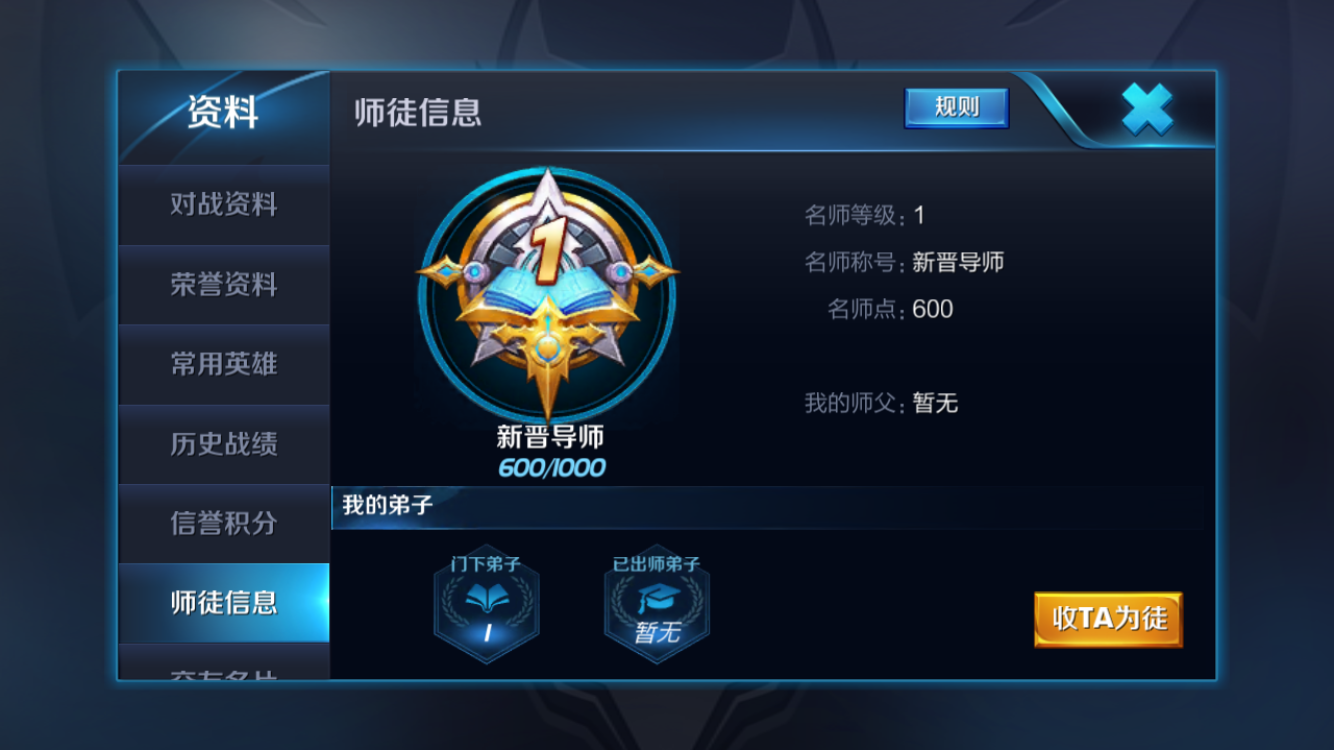 资料
师徒信息
规则
对战资料
荣誉资料
常用英雄
历史战绩
信誉积分
师徒信息
1
新晋导师
600/1000
名师等级：1
名师称号：新晋导师
名师点：600
我的师父：暂无
我的弟子
门下弟子
1
已出师弟子
暂无
收TA为徒